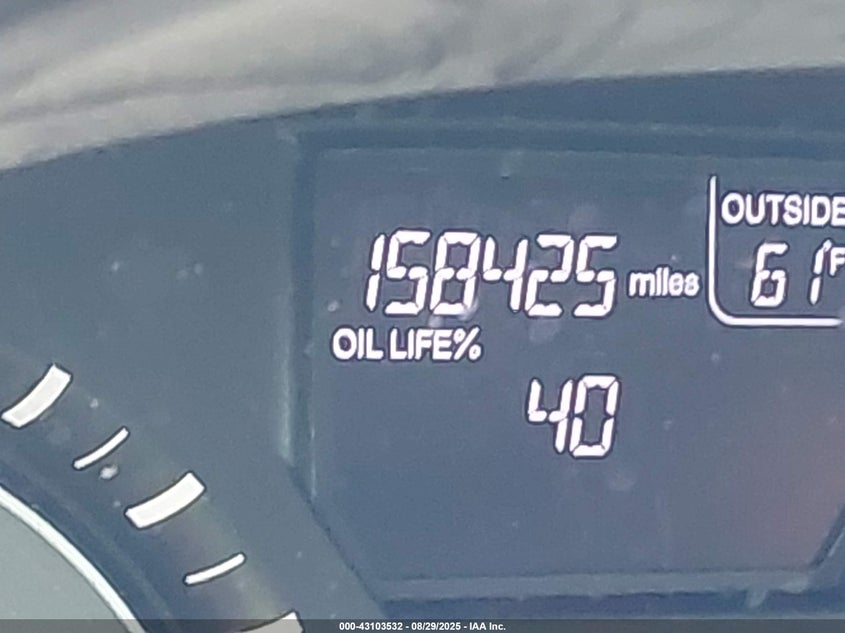 OUTSIDE
158425 miles
61°F
OIL LIFE%
40
000-43103532 - 08/29/2025 - IAA Inc.